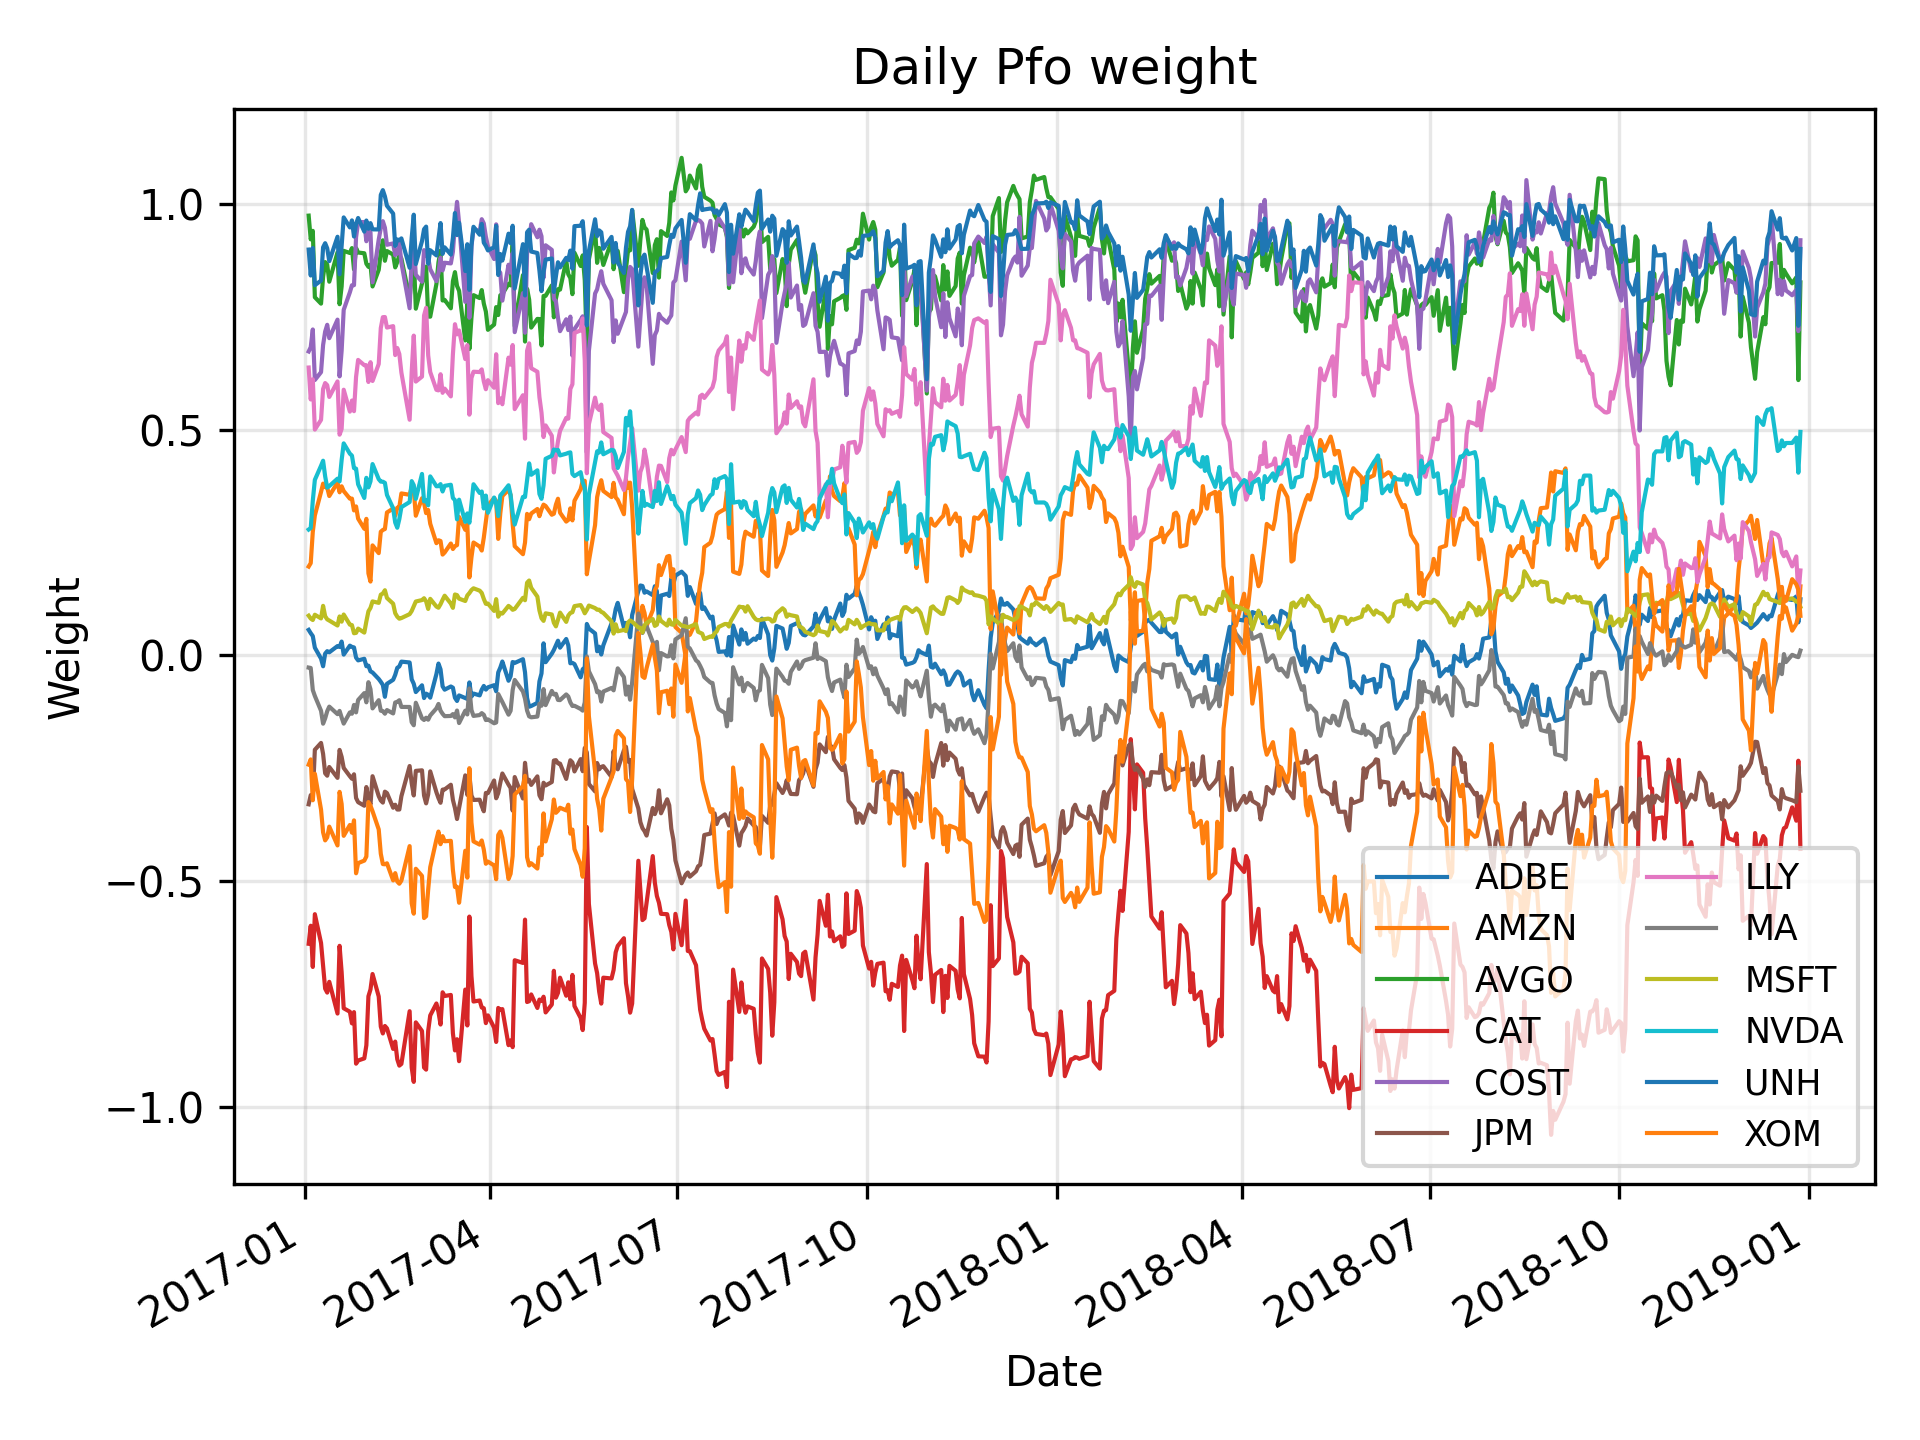 Daily Pfo weight
1.0
0.5
0.0
−0.5
−1.0
Weight
ADBE
AMZN
AVGO
CAT
COST
JPM
LLY
MA
MSFT
NVDA
UNH
XOM
2017-01
2017-04
2017-07
2017-10
2018-01
2018-04
2018-07
2018-10
2019-01
Date